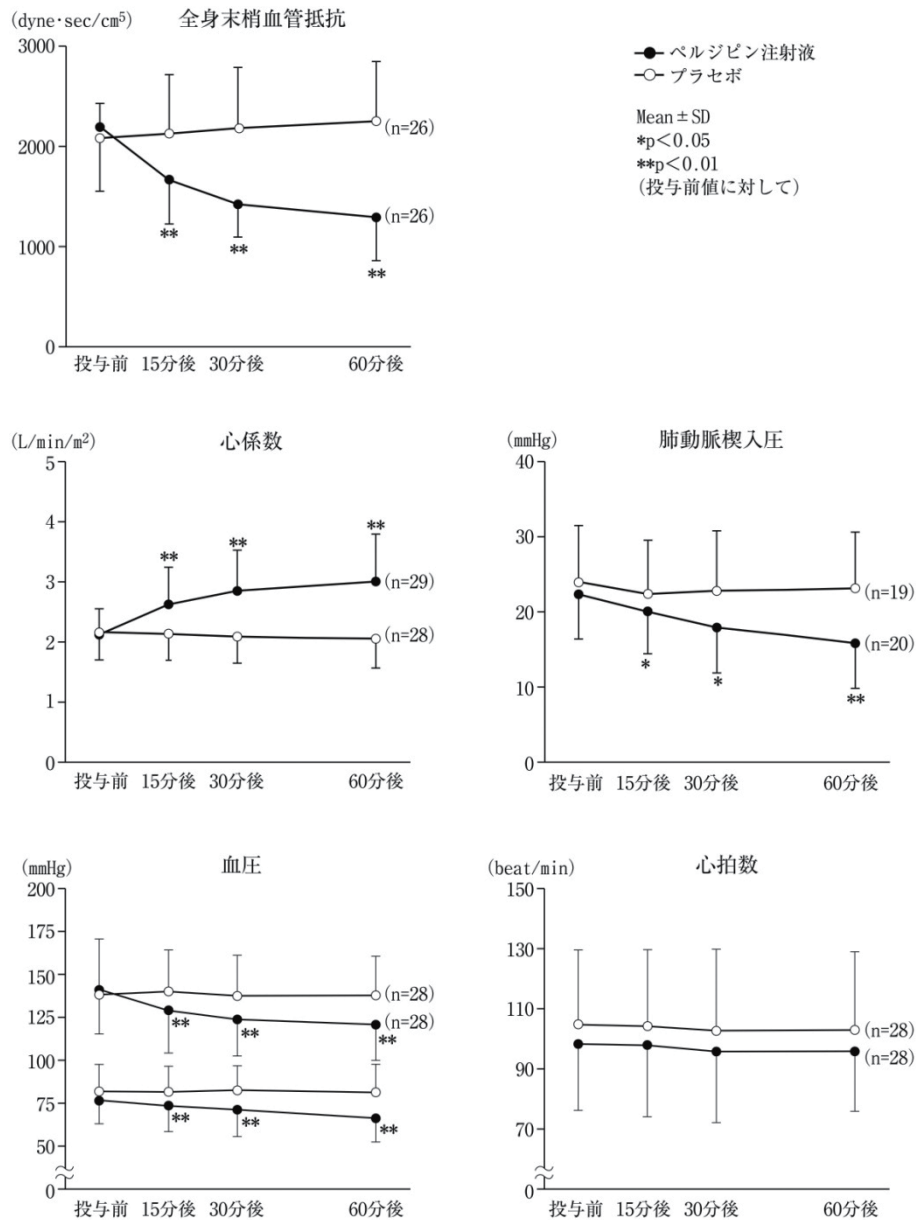 (dyne·sec/cm⁵)
全身末梢血管抵抗
3000
2000
1000
0
(n=26)
(n=26)
**
**
**
投与前 15分後 30分後 60分後
ペルジピン注射液
プラセボ
Mean±SD
*p<0.05
**p<0.01
(投与前値に対して)
(L/min/m²)
心係数
5
4
3
2
1
0
**
**
**
(n=29)
(n=28)
投与前 15分後 30分後 60分後
(mmHg)
肺動脈楔入圧
40
30
20
10
0
(n=19)
(n=20)
*
*
**
投与前 15分後 30分後 60分後
(mmHg)
血圧
200
175
150
125
100
75
50
0
(n=28)
(n=28)
**
**
**
**
**
**
投与前 15分後 30分後 60分後
(beat/min)
心拍数
150
130
110
90
70
0
(n=28)
(n=28)
投与前 15分後 30分後 60分後